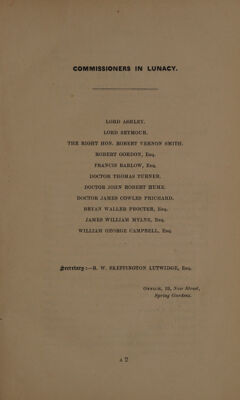 COMMISSIONERS IN LUNACY.
LORD ASHLEY.
LORD SEYMOUR.
THE RIGHT HON. ROBERT VERNON SMITH.
ROBERT GORDON, Esq.
FRANCIS BARLOW, Esq.
DOCTOR THOMAS TURNER.
DOCTOR JOHN ROBERT HUME.
DOCTOR JAMES COWLES PRICHARD.
BRYAN WALLER PROCTER, Esq.
JAMES WILLIAM MYLNE, Esq.
WILLIAM GEORGE CAMPBELL, Esq.
Secretary:—R. W. SKEFFINGTON LUTWIDGE, Esq.
OFFICE, 19, New Street,
Spring Gardens.
A 2